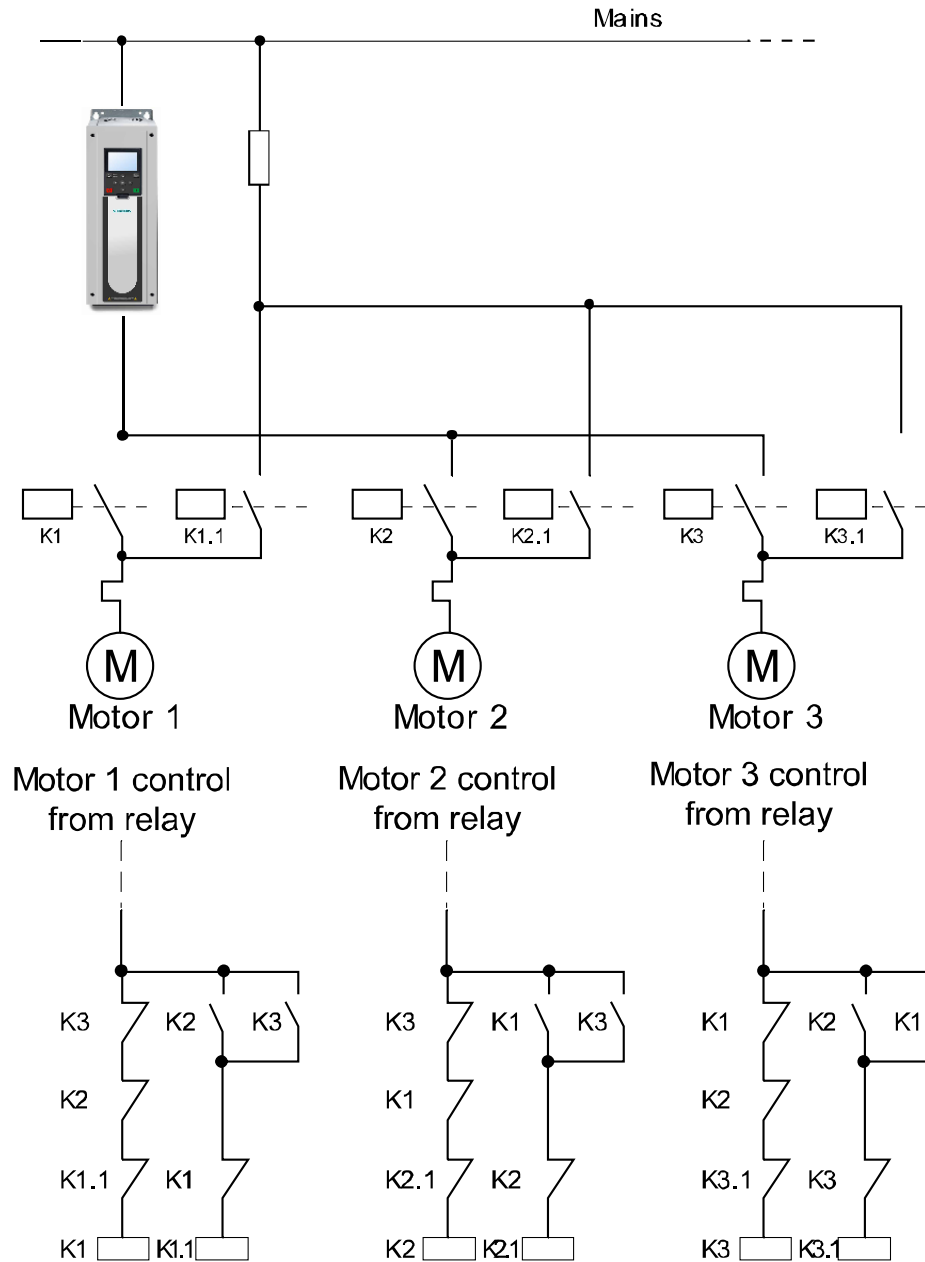 Mains
K1
K1.1
K2
K2.1
K3
K3.1
M
M
M
Motor 1
Motor 2
Motor 3
Motor 1 control
from relay
Motor 2 control
from relay
Motor 3 control
from relay
K3 K2 K3
K3 K1 K3
K1 K2 K1
K2
K1
K2
K1.1 K1
K2.1 K2
K3.1 K3
K1 K1.1
K2 K2.1
K3 K3.1